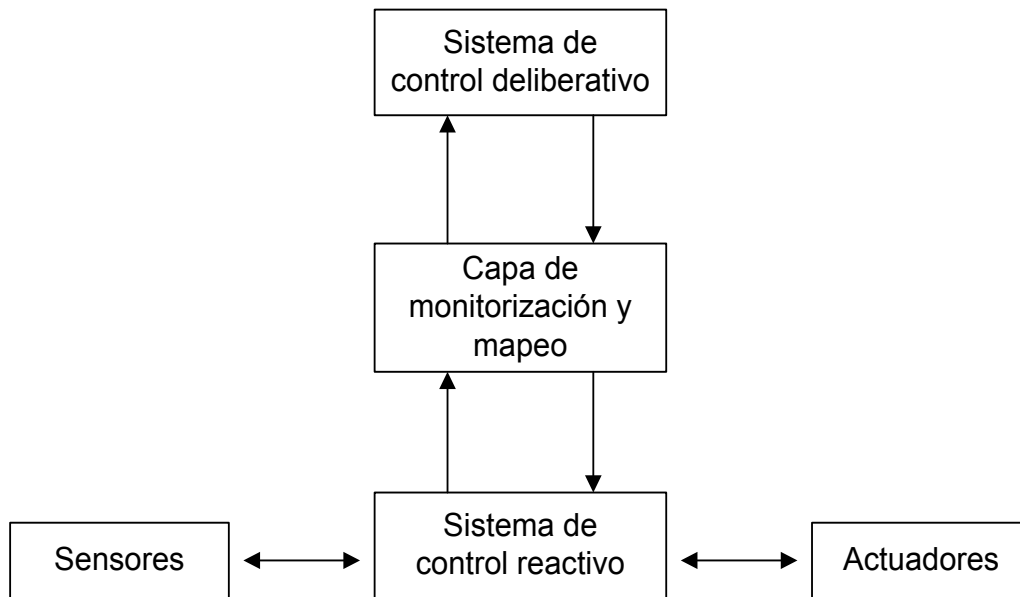 Sistema de
control deliberativo
Capa de
monitorización y
mapeo
Sensores
Sistema de
control reactivo
Actuadores